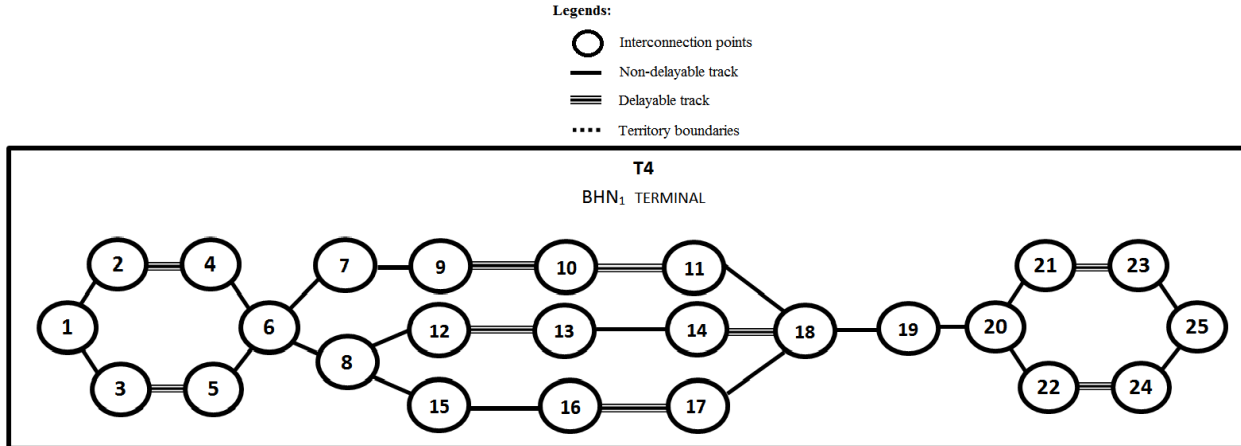 Legends:
Interconnection points
Non-delayable track
Delayable track
Territory boundaries
T4
BHN₁ TERMINAL
2 4 7 9 10 11 21 23
1 6 8 12 13 14 18 19 20 25
3 5 15 16 17 22 24